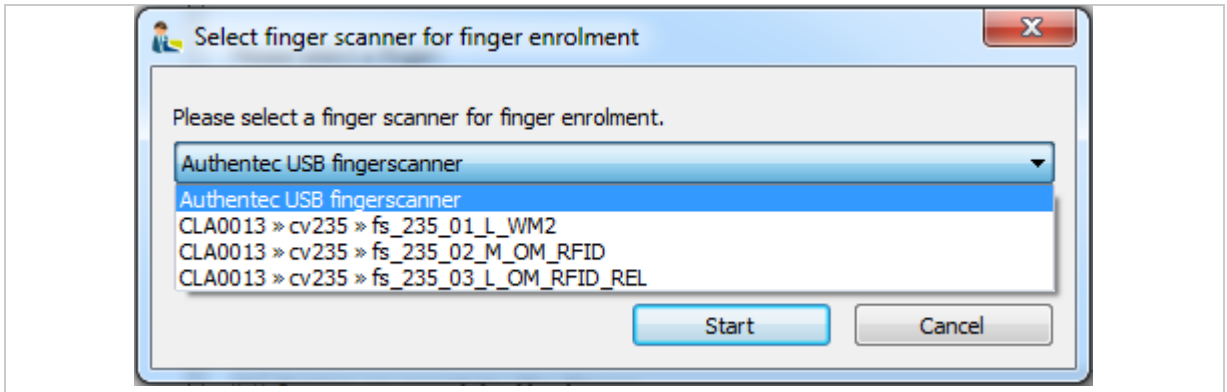 Select finger scanner for finger enrolment
Please select a finger scanner for finger enrolment.
Authentec USB fingerscanner
Authentec USB fingerscanner
CLA0013 » cv235 » fs_235_01_L_WM2
CLA0013 » cv235 » fs_235_02_M_OM_RFID
CLA0013 » cv235 » fs_235_03_L_OM_RFID_REL
Start Cancel